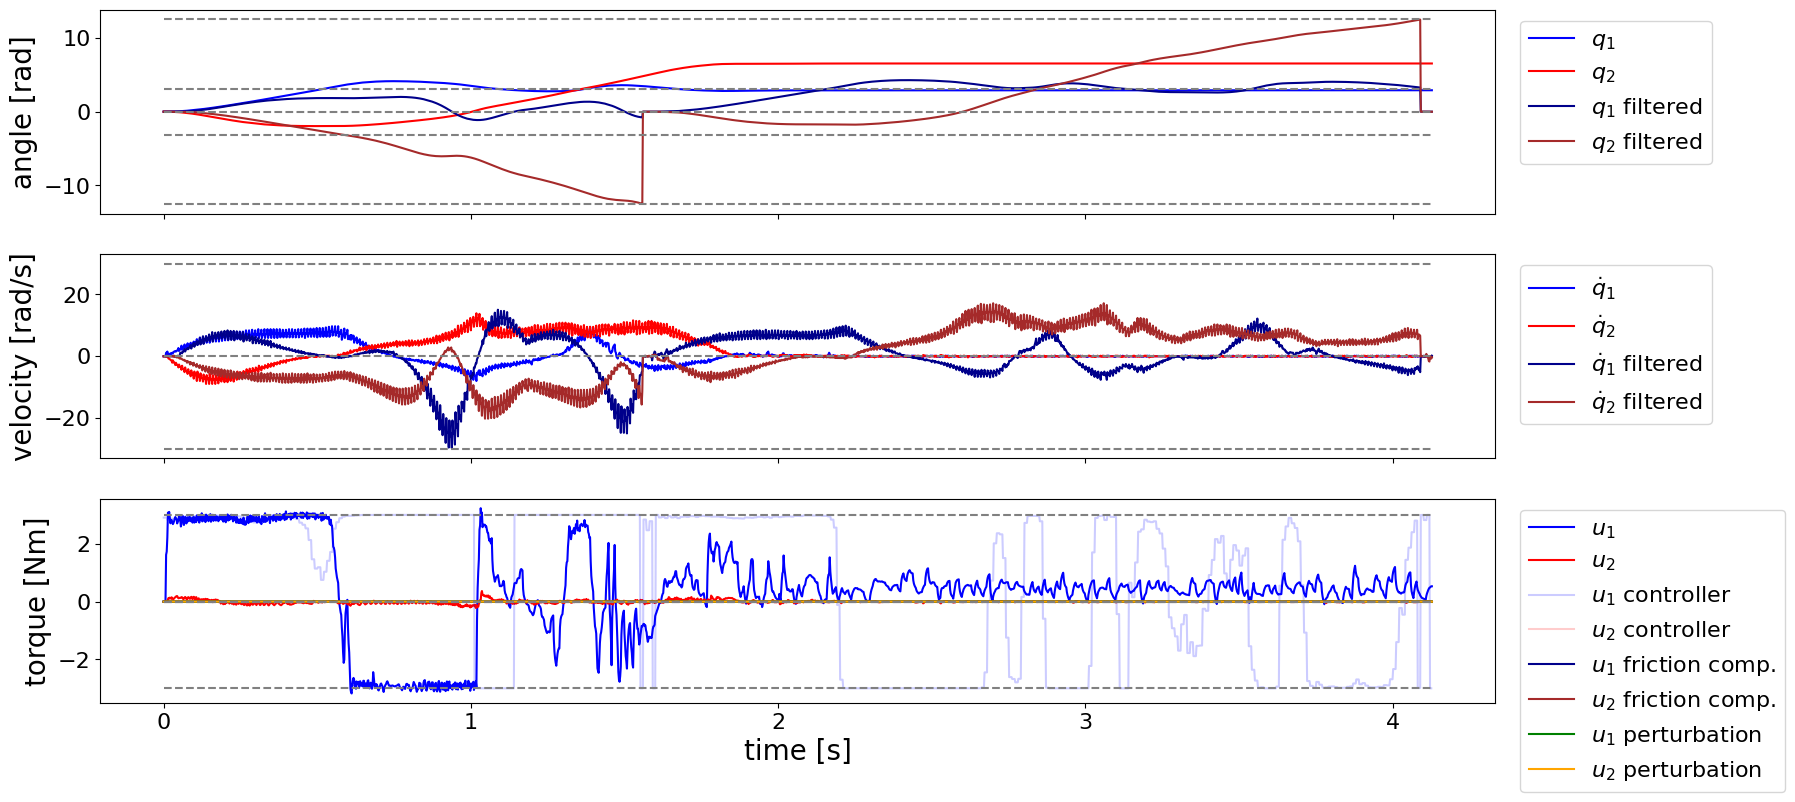 angle [rad]
10
0
−10
q₁
q₂
q₁ filtered
q₂ filtered
velocity [rad/s]
20
0
−20
q̇₁
q̇₂
q̇₁ filtered
q̇₂ filtered
torque [Nm]
2
0
−2
0 1 2 3 4
time [s]
u₁
u₂
u₁ controller
u₂ controller
u₁ friction comp.
u₂ friction comp.
u₁ perturbation
u₂ perturbation